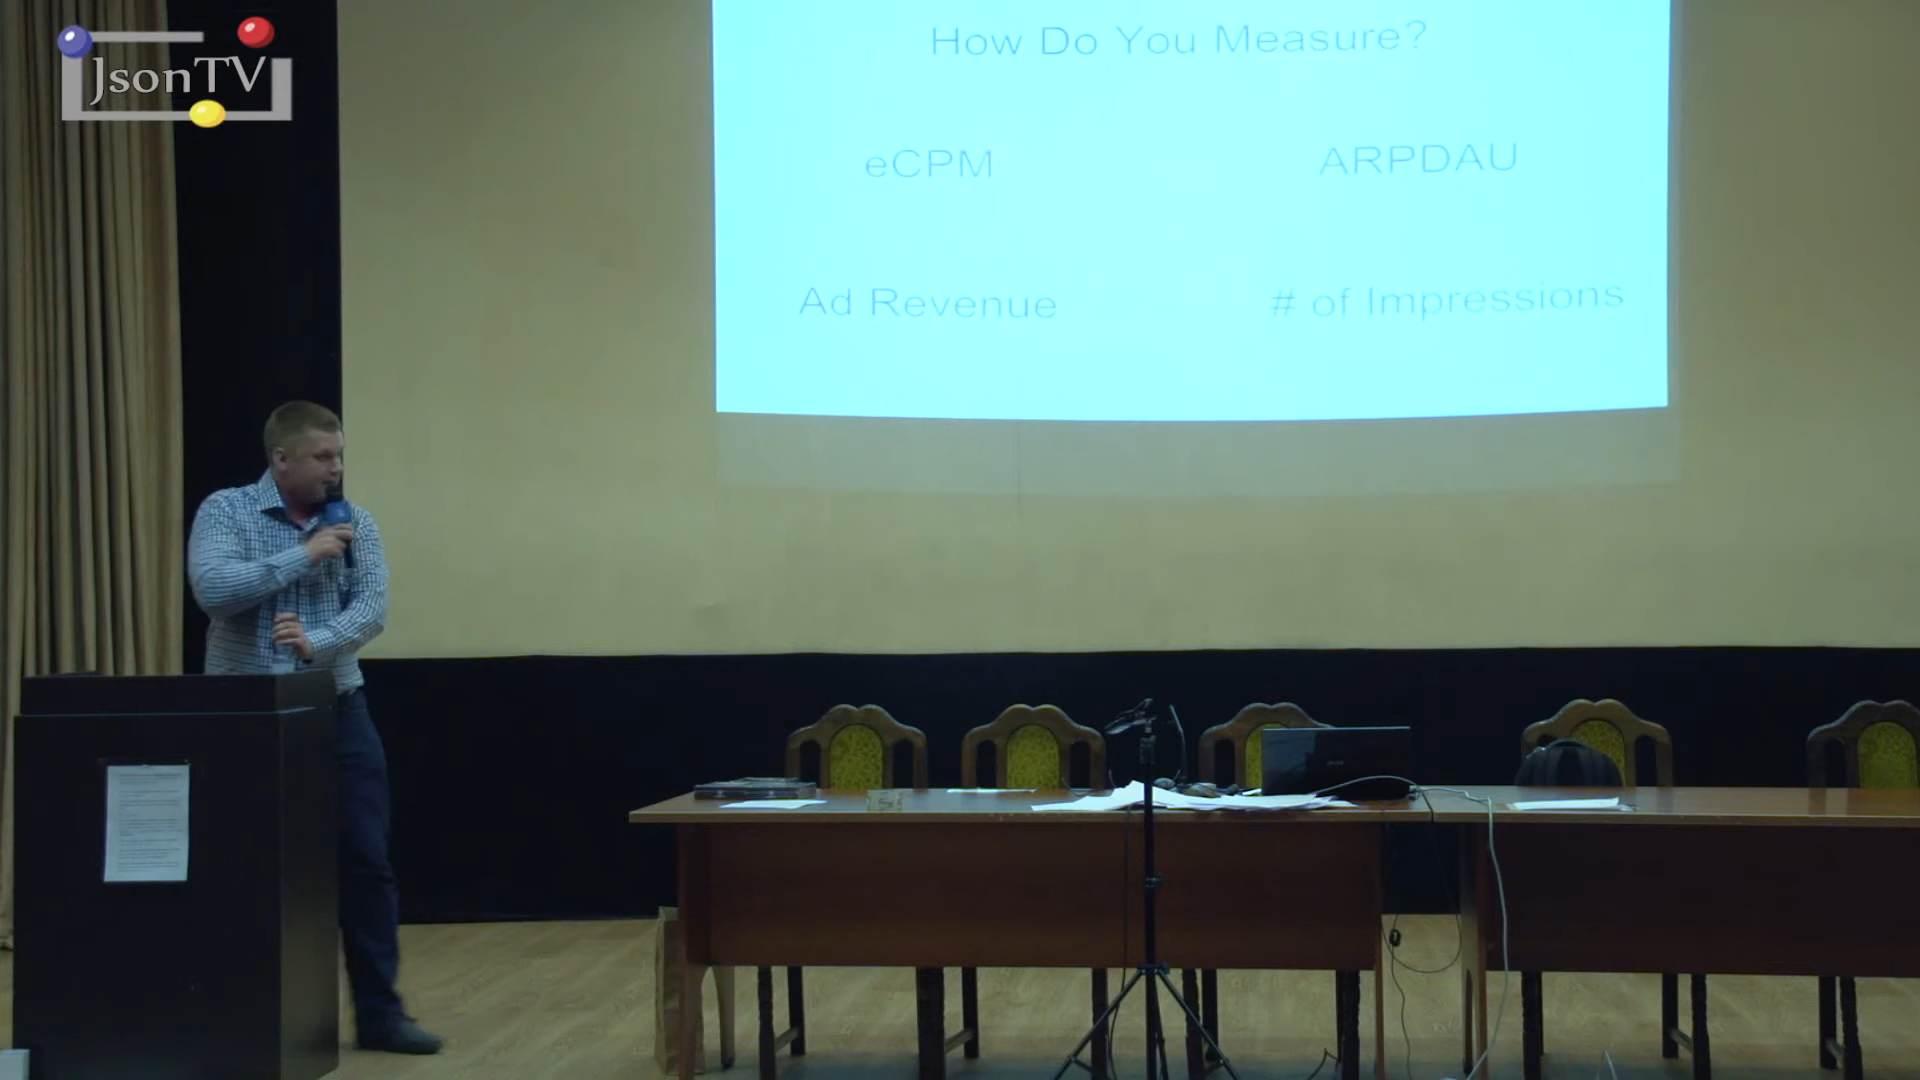 JsonTV
How Do You Measure?
eCPM
ARPDAU
Ad Revenue
# of Impressions